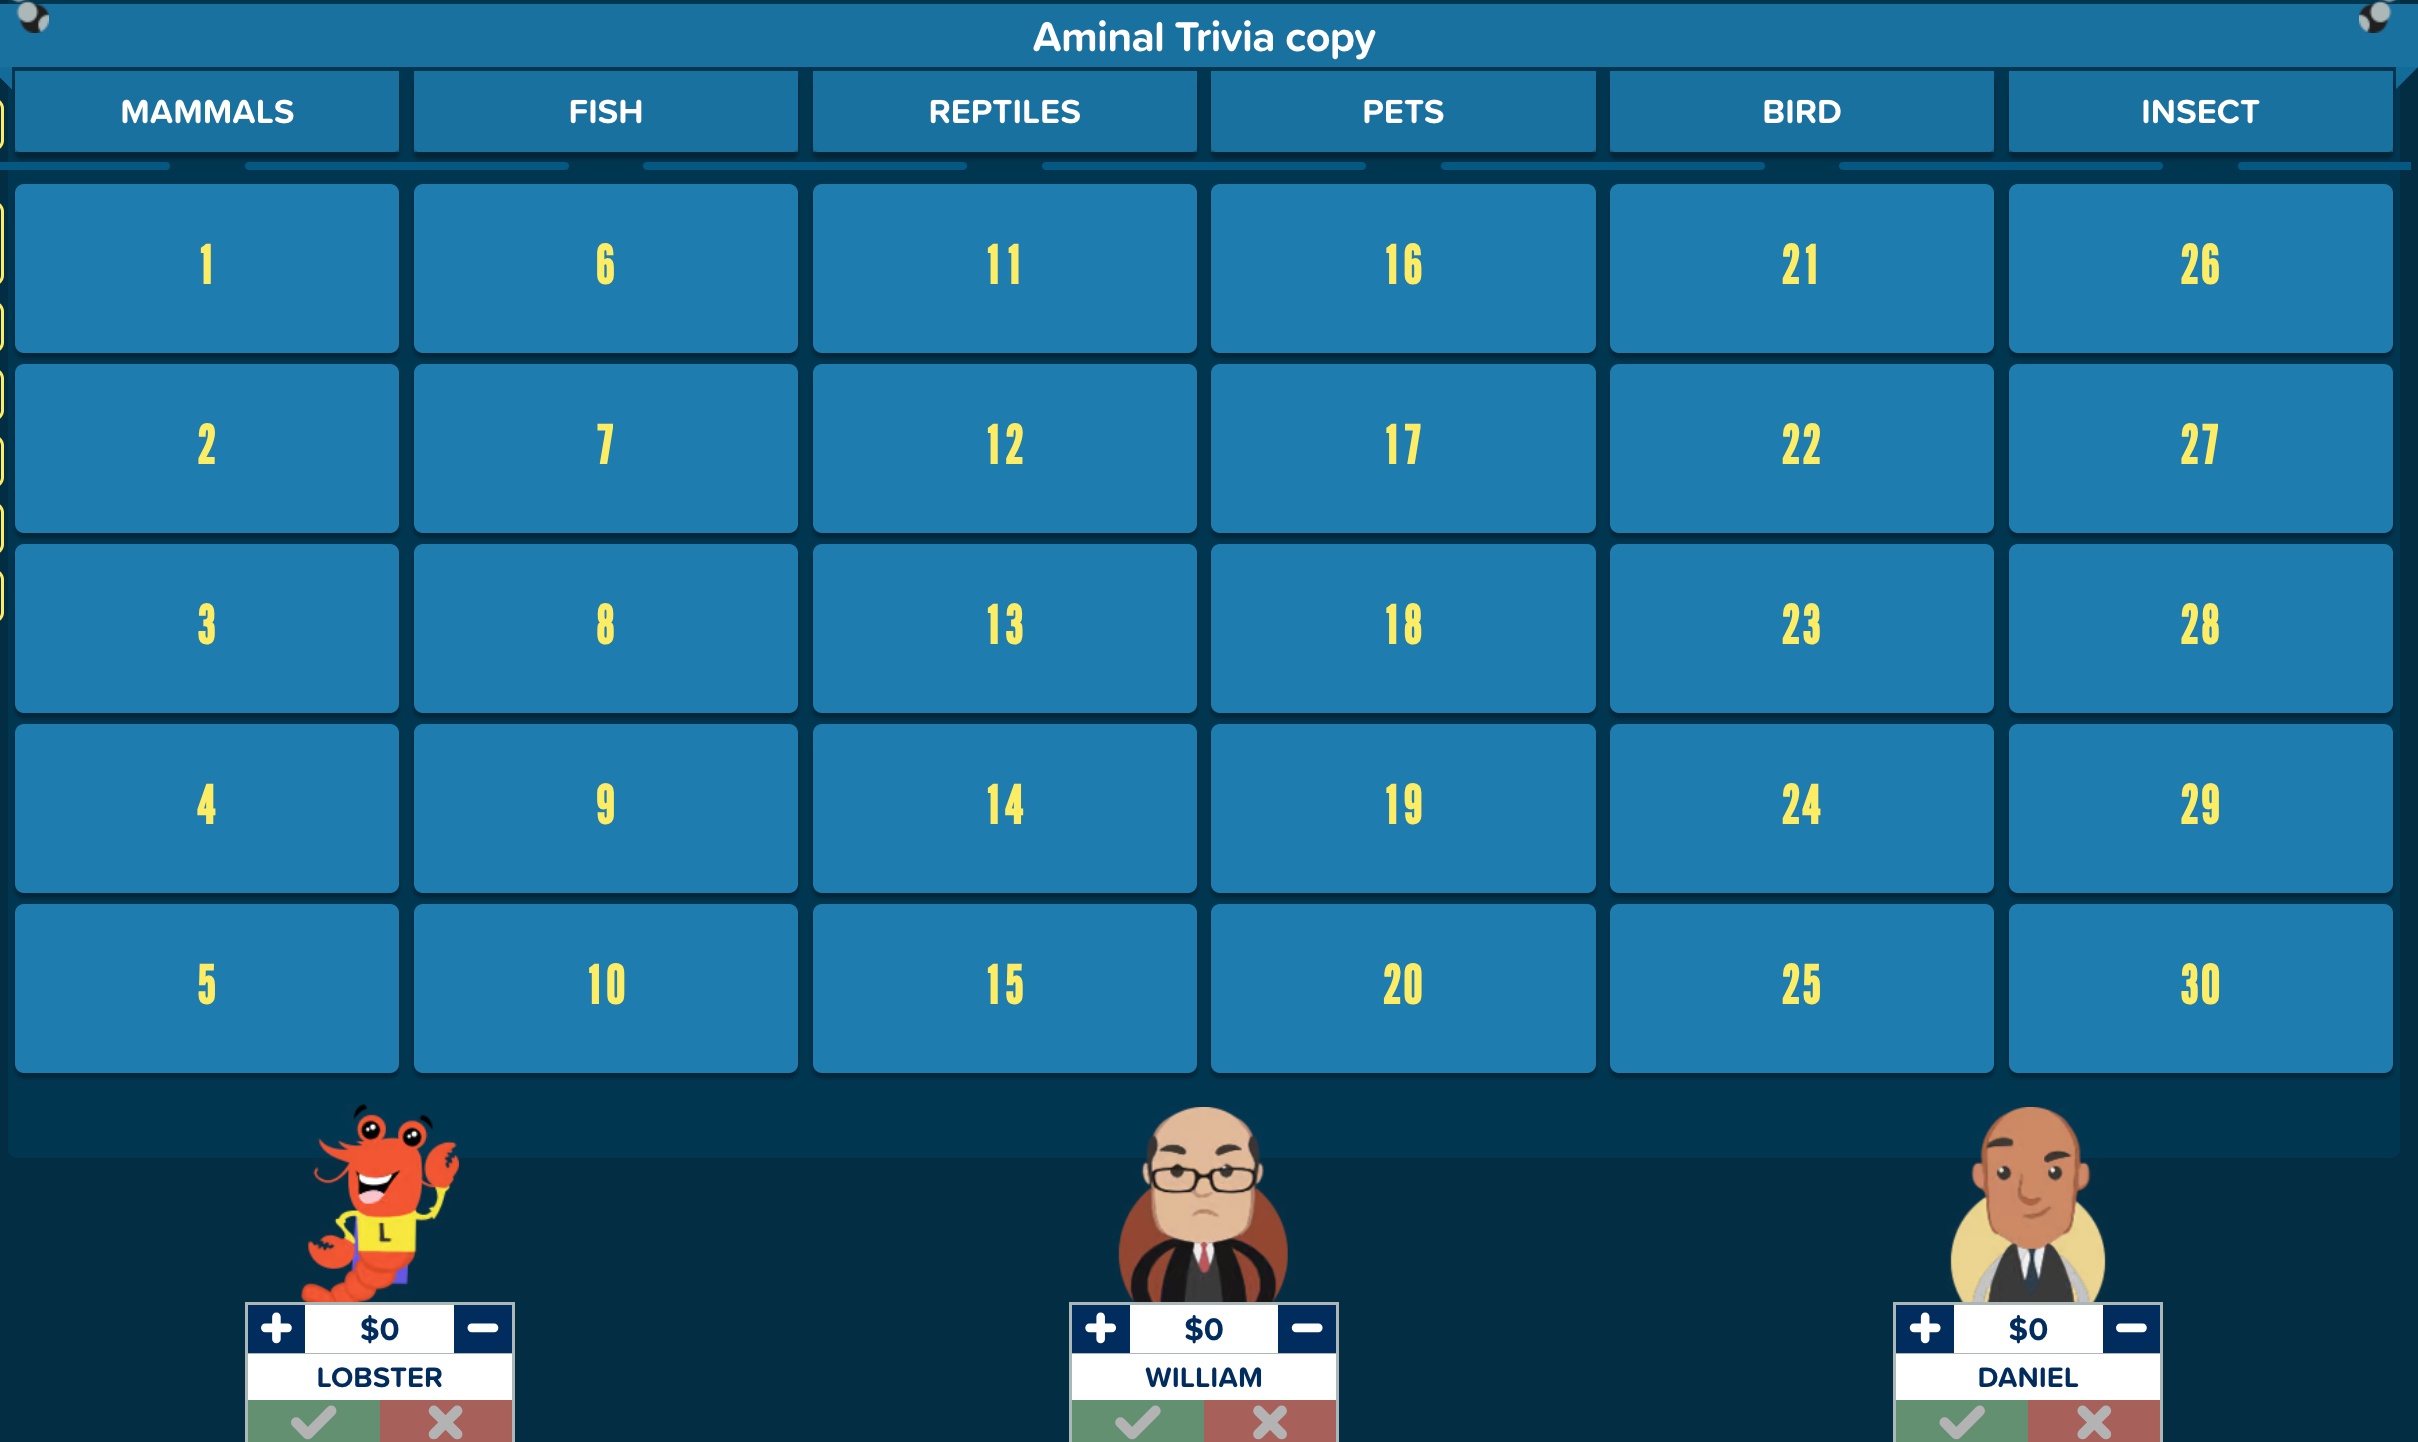 Aminal Trivia copy
MAMMALS FISH REPTILES PETS BIRD INSECT
1 6 11 16 21 26
2 7 12 17 22 27
3 8 13 18 23 28
4 9 14 19 24 29
5 10 15 20 25 30
L
+ $0 − + $0 − + $0 −
LOBSTER WILLIAM DANIEL